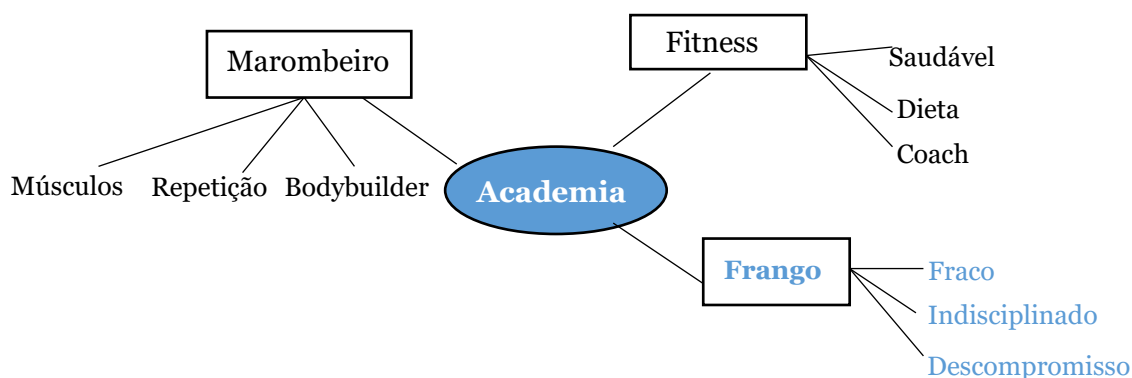 Marombeiro
Músculos
Repetição
Bodybuilder
Academia
Fitness
Saudável
Dieta
Coach
Frango
Fraco
Indisciplinado
Descompromisso